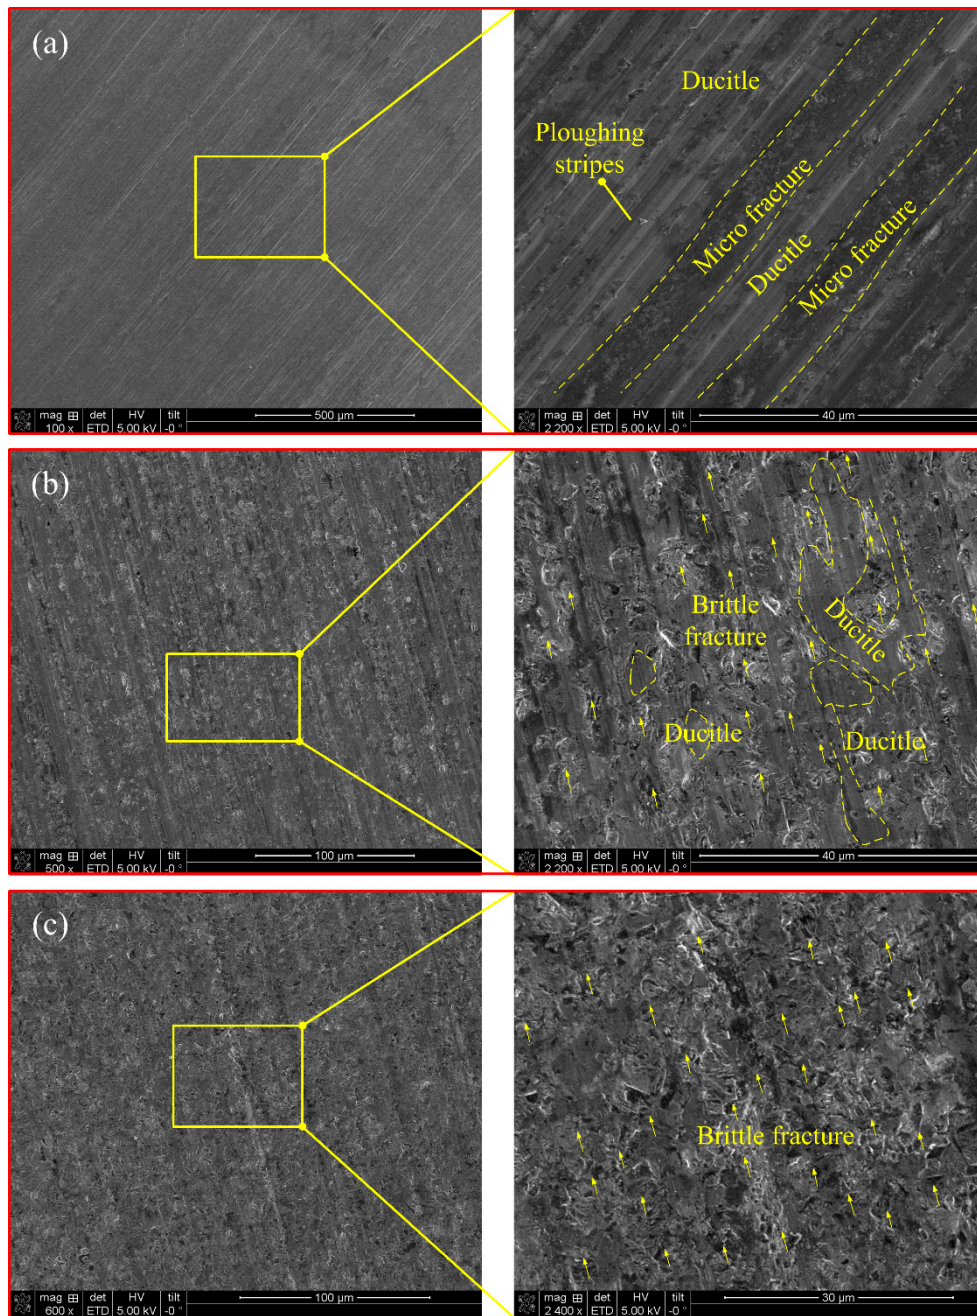 (a)
Ducitle
Ploughing
stripes
Micro fracture
Ducitle
Micro fracture
mag det HV tilt
100 x ETD 5.00 kV -0 °
500 µm
mag det HV tilt
2 200 x ETD 5.00 kV -0 °
40 µm
(b)
Brittle
fracture
Ducitle
Ducitle
Ducitle
mag det HV tilt
500 x ETD 5.00 kV -0 °
100 µm
mag det HV tilt
2 200 x ETD 5.00 kV -0 °
40 µm
(c)
Brittle fracture
mag det HV tilt
600 x ETD 5.00 kV -0 °
100 µm
mag det HV tilt
2 400 x ETD 5.00 kV -0 °
30 µm